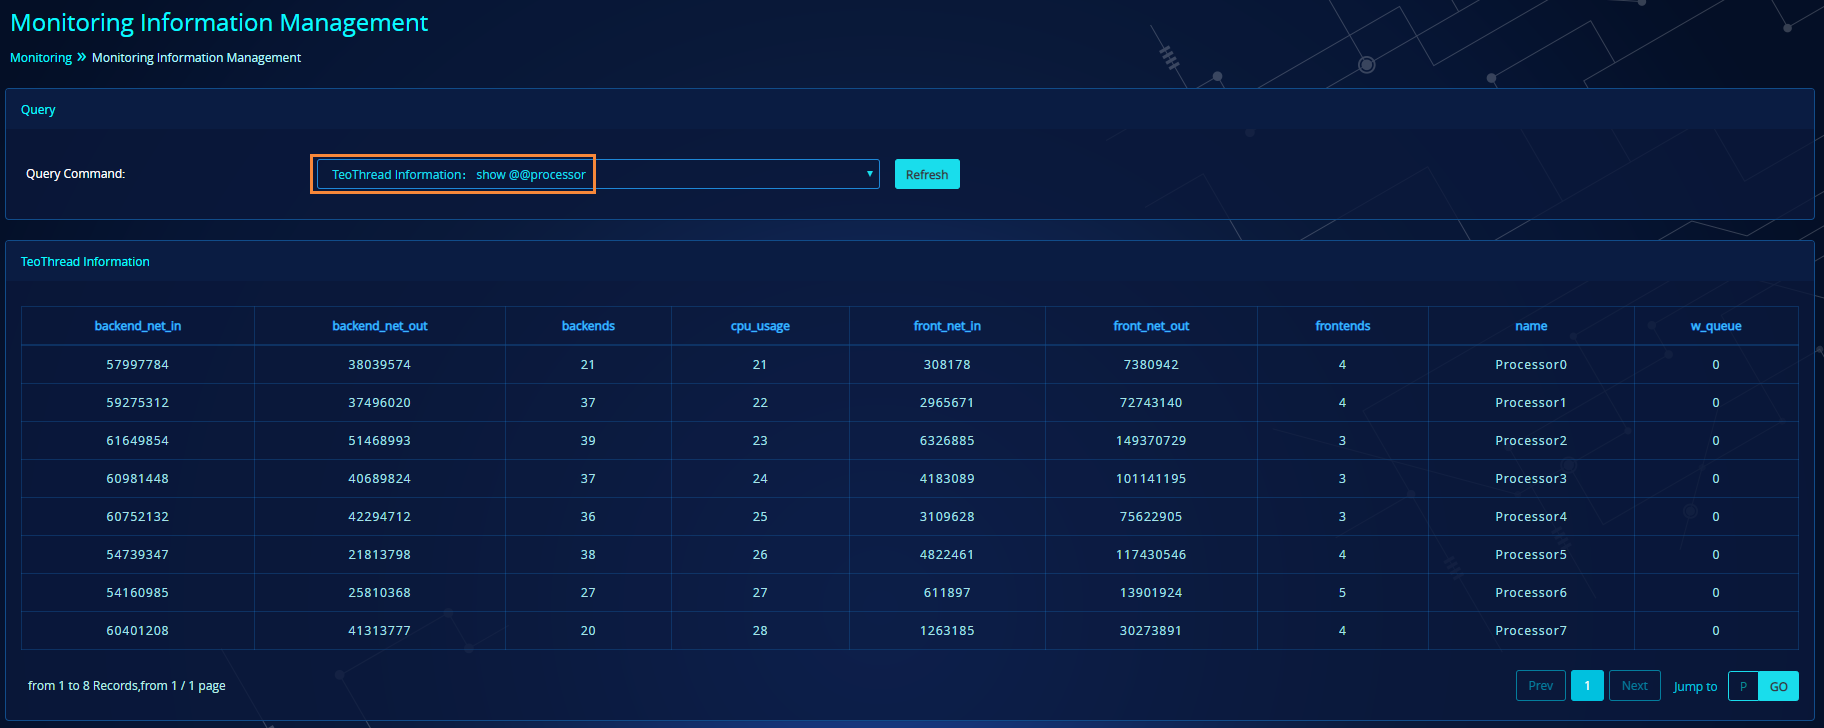 Monitoring Information Management
Monitoring » Monitoring Information Management
Query
Query Command: TeoThread Information： show @@processor Refresh
TeoThread Information
backend_net_in backend_net_out backends cpu_usage front_net_in front_net_out frontends name w_queue
57997784 38039574 21 21 308178 7380942 4 Processor0 0
59275312 37496020 37 22 2965671 72743140 4 Processor1 0
61649854 51468993 39 23 6326885 149370729 3 Processor2 0
60981448 40689824 37 24 4183089 101141195 3 Processor3 0
60752132 42294712 36 25 3109628 75622905 3 Processor4 0
54739347 21813798 38 26 4822461 117430546 4 Processor5 0
54160985 25810368 27 27 611897 13901924 5 Processor6 0
60401208 41313777 20 28 1263185 30273891 4 Processor7 0
from 1 to 8 Records,from 1 / 1 page Prev 1 Next Jump to P GO